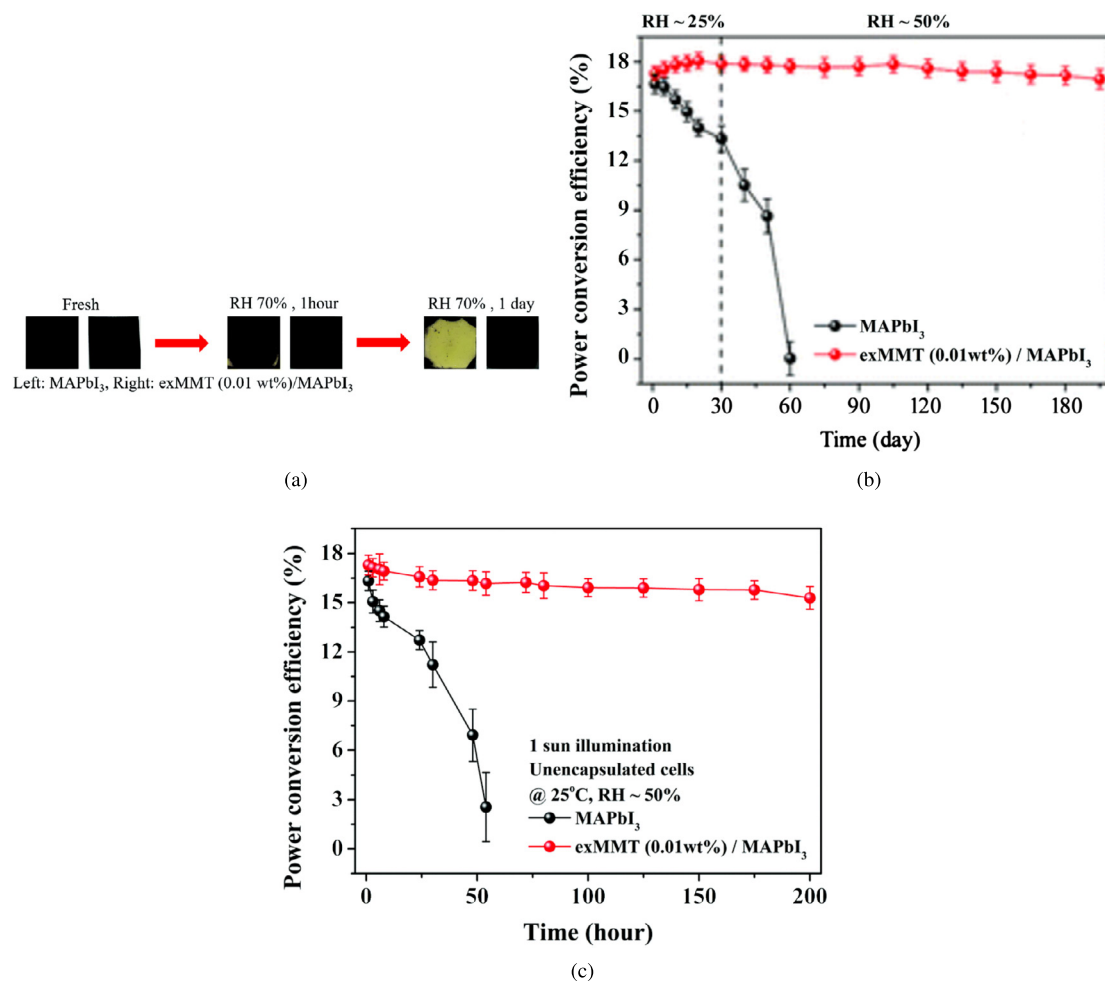 Fresh
RH 70% , 1hour
RH 70% , 1 day
Left: MAPbI₃, Right: exMMT (0.01 wt%)/MAPbI₃
(a)
RH ~ 25%
RH ~ 50%
Power conversion efficiency (%)
18
15
12
9
6
3
0
MAPbI₃
exMMT (0.01wt%) / MAPbI₃
0 30 60 90 120 150 180
Time (day)
(b)
Power conversion efficiency (%)
18
15
12
9
6
3
0
1 sun illumination
Unencapsulated cells
@ 25°C, RH ~ 50%
MAPbI₃
exMMT (0.01wt%) / MAPbI₃
0 50 100 150 200
Time (hour)
(c)